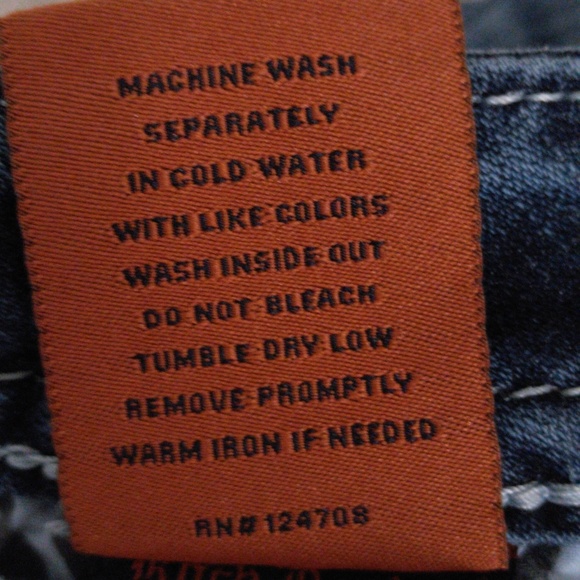 MACHINE WASH
SEPARATELY
IN COLD WATER
WITH LIKE COLORS
WASH INSIDE OUT
DO NOT BLEACH
TUMBLE DRY LOW
REMOVE PROMPTLY
WARM IRON IF NEEDED
RN# 124708